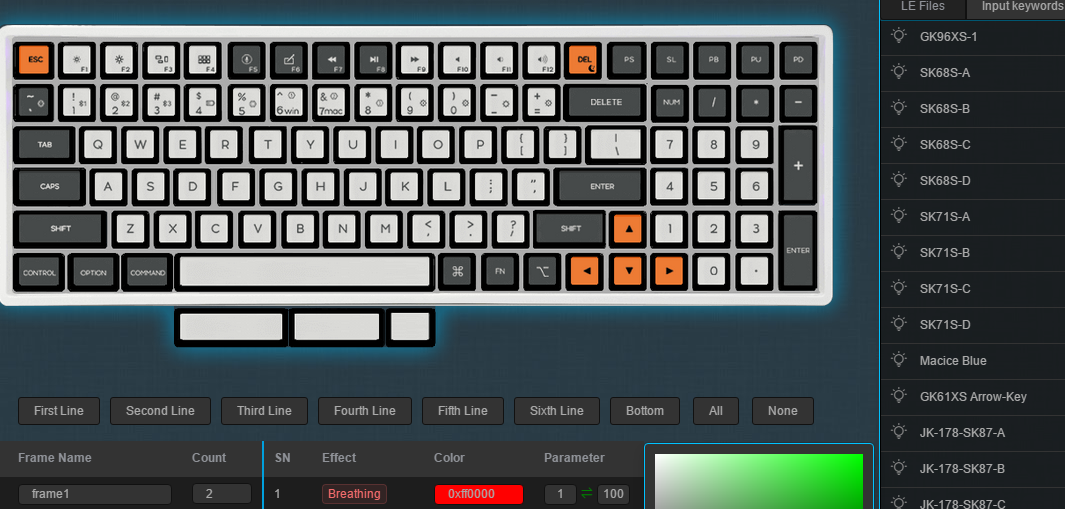 LE Files Input keywords
ESC F1 F2 F3 F4 F5 F6 F7 F8 F9 F10 F11 F12 DEL PS SL PB PU PD
~ ` ! 1 $1 @ 2 $2 # 3 $3 $ 4 % 5 ^ 6win & 7mac * 8 ( 9 ) 0 _ - + = DELETE NUM / * -
TAB Q W E R T Y U I O P { [ } ] | \ 7 8 9 +
CAPS A S D F G H J K L : ; " , ENTER 4 5 6
SHIFT Z X C V B N M < , > . ? / SHIFT ▲ 1 2 3 ENTER
CONTROL OPTION COMMAND ⌘ FN ⌥ ◄ ▼ ► 0 .
GK96XS-1
SK68S-A
SK68S-B
SK68S-C
SK68S-D
SK71S-A
SK71S-B
SK71S-C
SK71S-D
Macice Blue
GK61XS Arrow-Key
JK-178-SK87-A
JK-178-SK87-B
JK-178-SK87-C
First Line Second Line Third Line Fourth Line Fifth Line Sixth Line Bottom All None
Frame Name Count SN Effect Color Parameter
frame1 2 1 Breathing 0xff0000 1 ⇌ 100